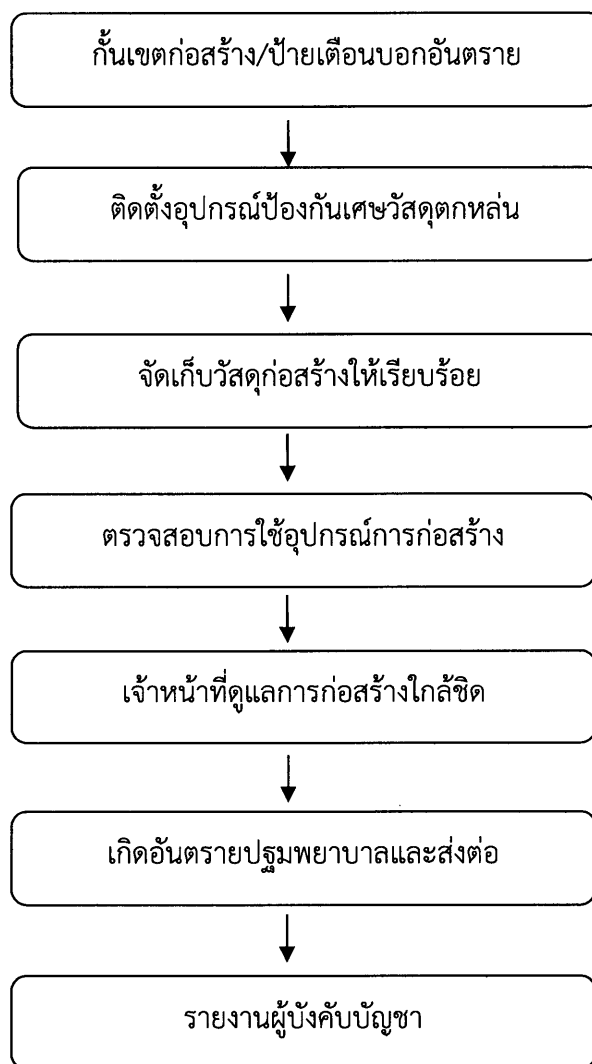 กั้นเขตก่อสร้าง/ป้ายเตือนบอกอันตราย
ติดตั้งอุปกรณ์ป้องกันเศษวัสดุตกหล่น
จัดเก็บวัสดุก่อสร้างให้เรียบร้อย
ตรวจสอบการใช้อุปกรณ์การก่อสร้าง
เจ้าหน้าที่ดูแลการก่อสร้างใกล้ชิด
เกิดอันตรายปฐมพยาบาลและส่งต่อ
รายงานผู้บังคับบัญชา